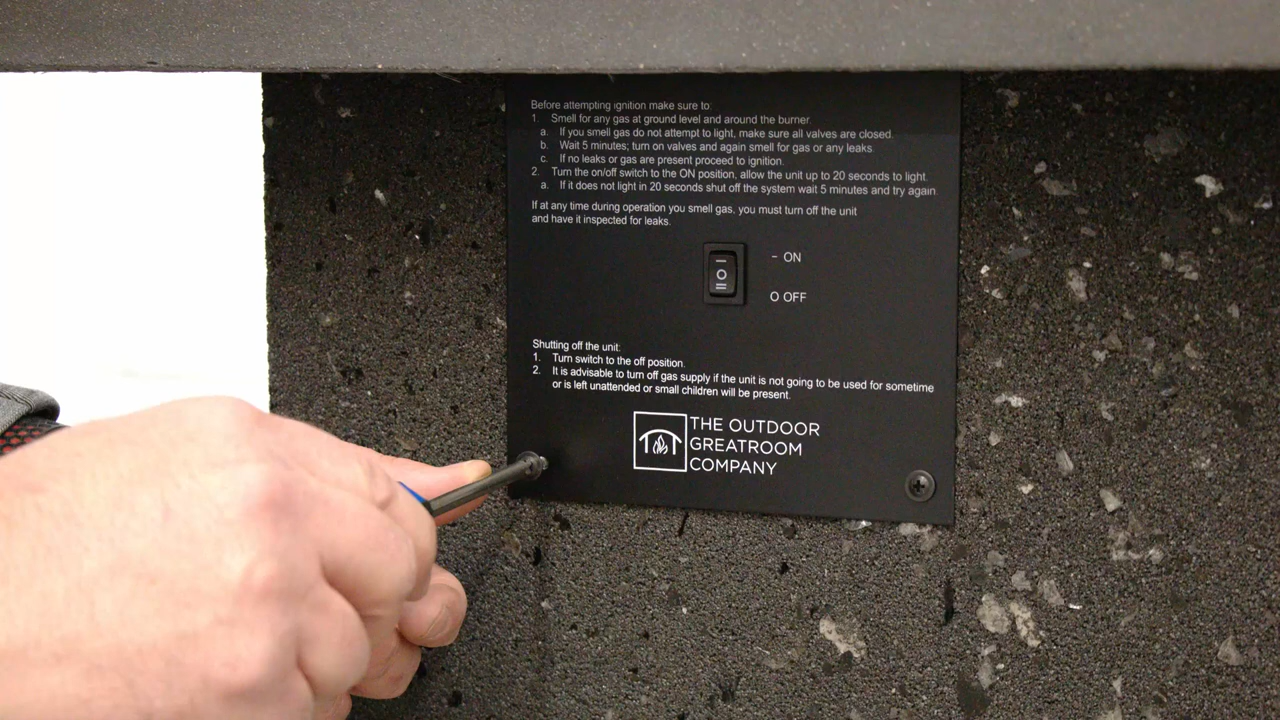 Before attempting ignition make sure to:
1. Smell for any gas at ground level and around the burner.
a. If you smell gas do not attempt to light, make sure all valves are closed.
b. Wait 5 minutes; turn on valves and again smell for gas or any leaks.
c. If no leaks or gas are present proceed to ignition.
2. Turn the on/off switch to the ON position, allow the unit up to 20 seconds to light.
a. If it does not light in 20 seconds shut off the system wait 5 minutes and try again.
If at any time during operation you smell gas, you must turn off the unit
and have it inspected for leaks.
– ON
O OFF
Shutting off the unit:
1. Turn switch to the off position.
2. It is advisable to turn off gas supply if the unit is not going to be used for sometime
or is left unattended or small children will be present.
THE OUTDOOR
GREATROOM
COMPANY